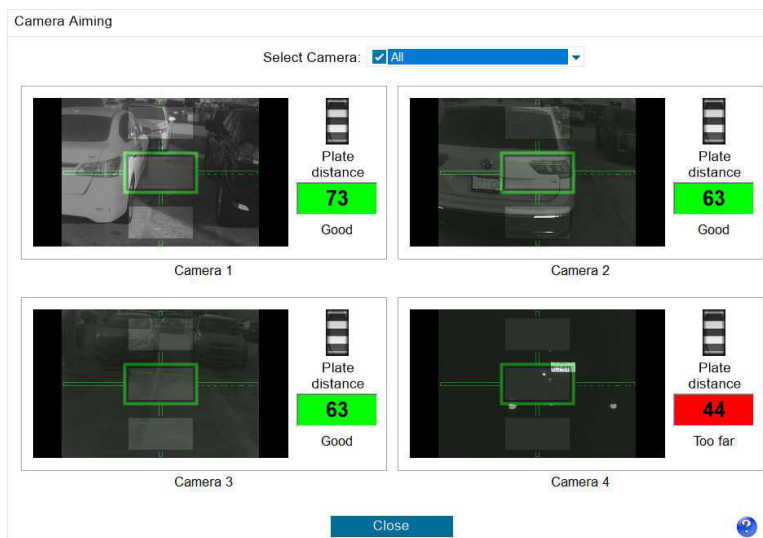 Camera Aiming
Select Camera: All
Plate
distance
73
Good
Camera 1
Plate
distance
63
Good
Camera 2
Plate
distance
63
Good
Camera 3
Plate
distance
44
Too far
Camera 4
Close
?